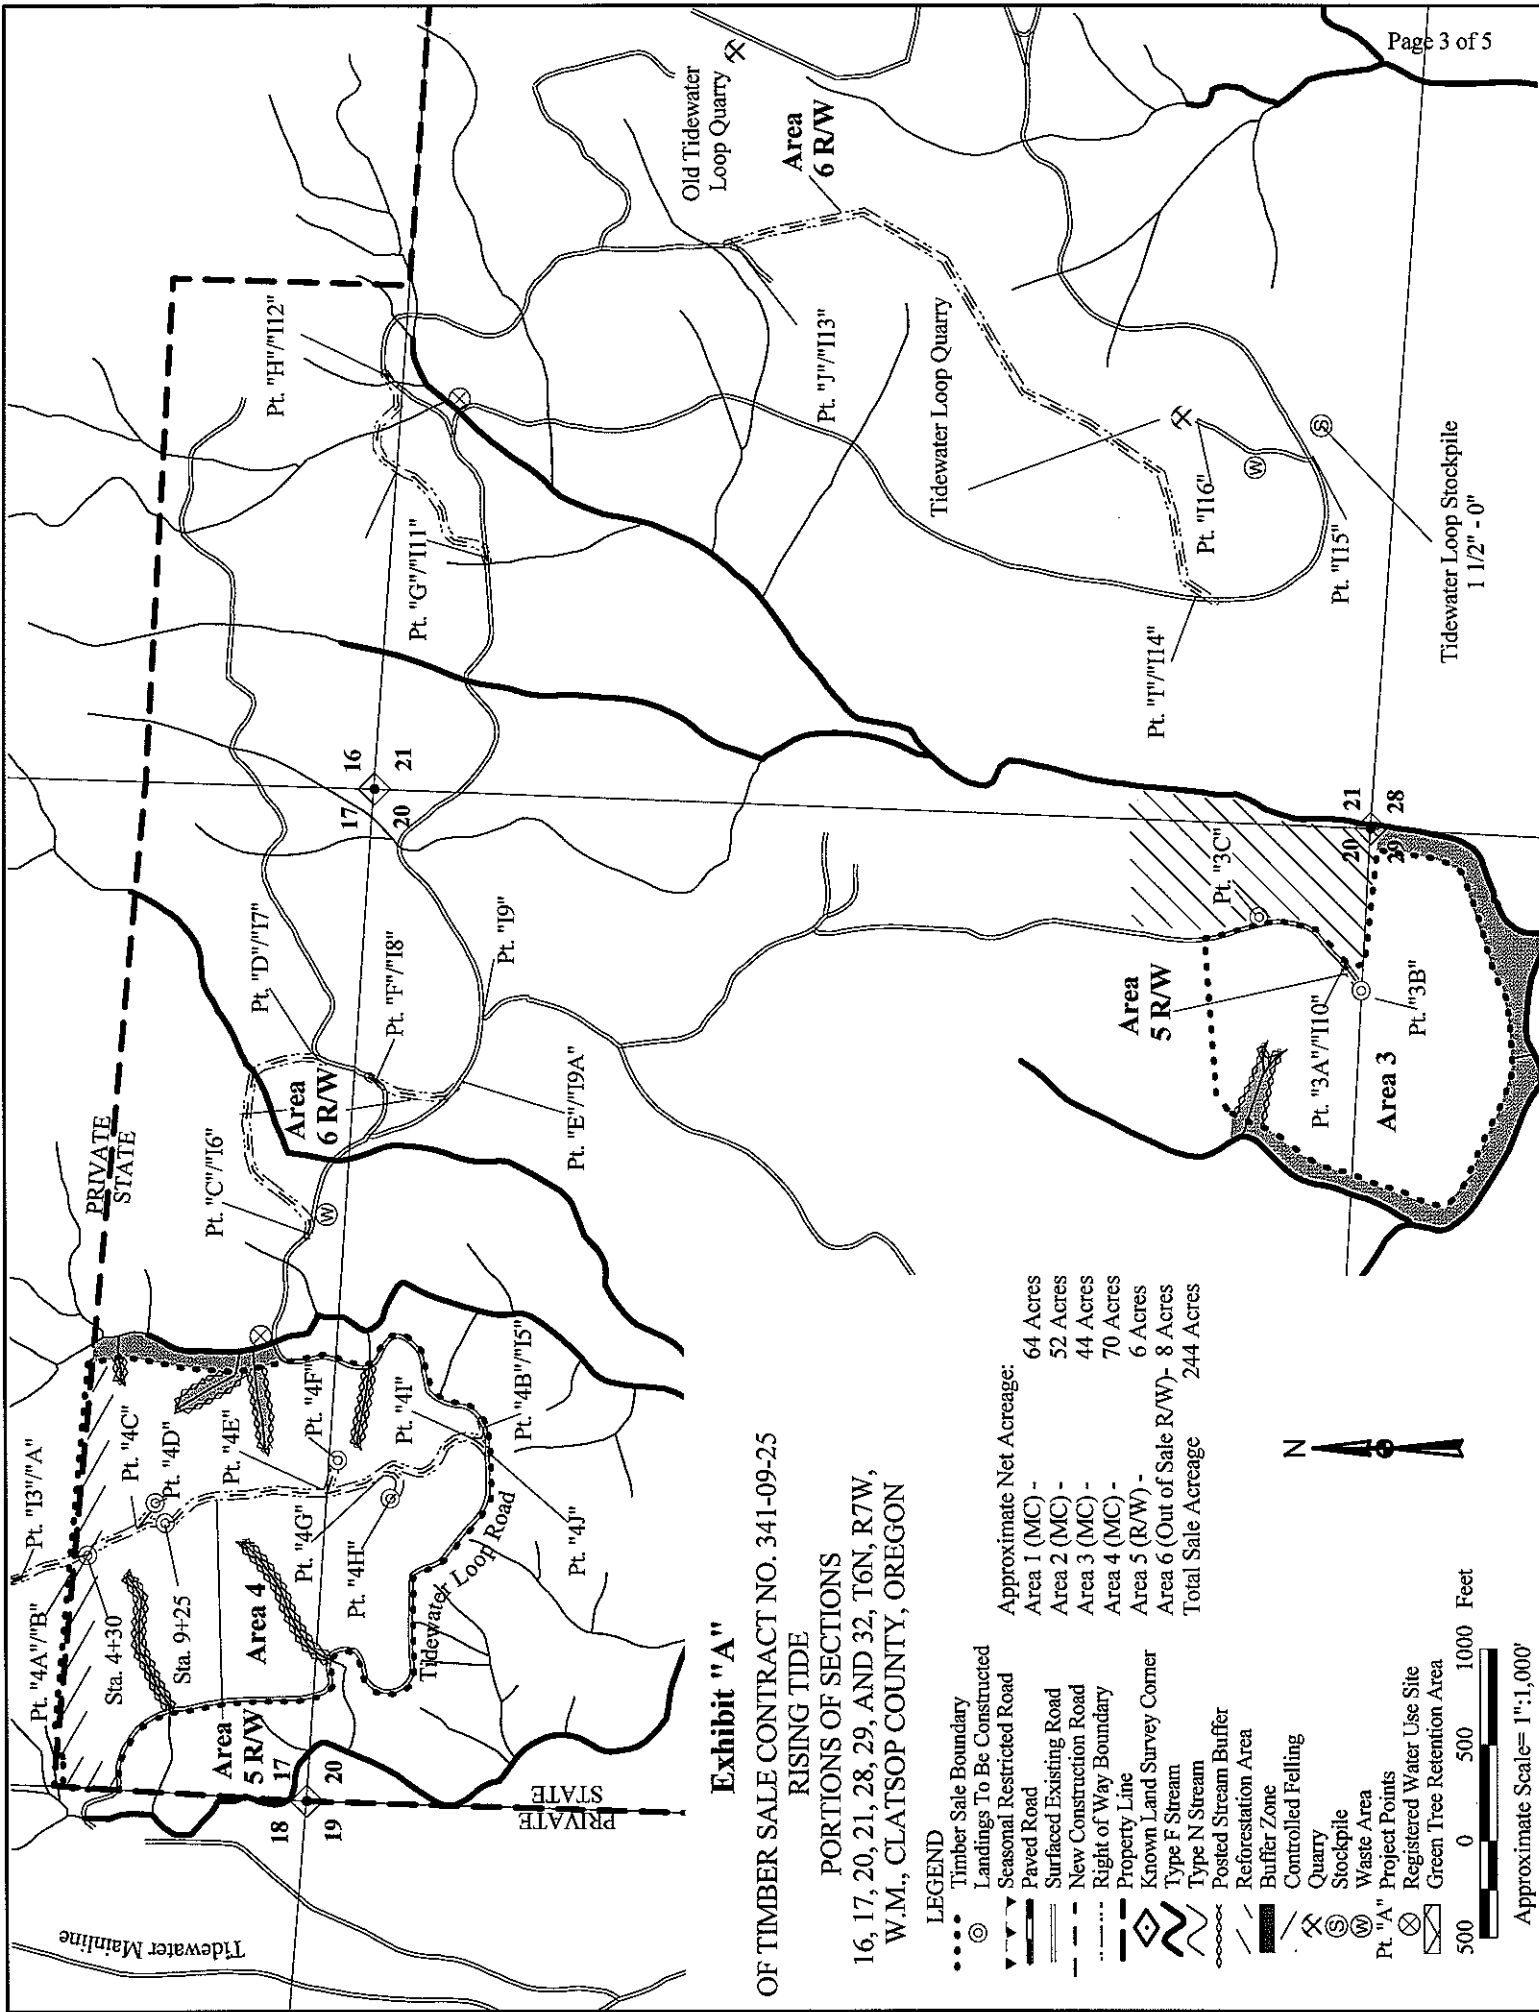 Page 3 of 5
Exhibit "A"
OF TIMBER SALE CONTRACT NO. 341-09-25
RISING TIDE
PORTIONS OF SECTIONS
16, 17, 20, 21, 28, 29, AND 32, T6N, R7W,
W.M., CLATSOP COUNTY, OREGON
LEGEND
Timber Sale Boundary
Landings To Be Constructed
Seasonal Restricted Road
Paved Road
Surfaced Existing Road
New Construction Road
Right of Way Boundary
Property Line
Known Land Survey Corner
Type F Stream
Type N Stream
Posted Stream Buffer
Reforestation Area
Buffer Zone
Controlled Felling
Quarry
S Stockpile
W Waste Area
Pt. "A" Project Points
Registered Water Use Site
Green Tree Retention Area
500 0 500 1000 Feet
Approximate Scale= 1":1,000'
Approximate Net Acreage:
Area 1 (MC) - 64 Acres
Area 2 (MC) - 52 Acres
Area 3 (MC) - 44 Acres
Area 4 (MC) - 70 Acres
Area 5 (R/W) - 6 Acres
Area 6 (Out of Sale R/W)- 8 Acres
Total Sale Acreage 244 Acres
N
Tidewater Mainline
PRIVATE
STATE
18 17
19 20
Area
5 R/W
Pt. "4A"/"B"
Pt. "I3"/"A"
Sta. 4+30
Sta. 9+25
Pt. "4C"
Pt. "4D"
Pt. "4E"
Pt. "4F"
Area 4
Pt. "4G"
Pt. "4H"
Pt. "4I"
Pt. "4B"/"I5"
Pt. "4J"
Tidewater Loop Road
PRIVATE
STATE
Pt. "C"/"I6"
W
Area
6 R/W
Pt. "D"/"I7"
Pt. "F"/"I8"
Pt. "I9"
Pt. "E"/"I9A"
17 16
20 21
Pt. "G"/"I11"
Pt. "H"/"I12"
Old Tidewater
Loop Quarry
Area
6 R/W
Pt. "J"/"I13"
Tidewater Loop Quarry
Pt. "I16"
W
Pt. "I"/"I14"
Pt. "I15"
S
Tidewater Loop Stockpile
1 1/2" - 0"
Area
5 R/W
Pt. "3C"
Pt. "3A"/"I10"
Pt. "3B"
Area 3
20 21
29 28